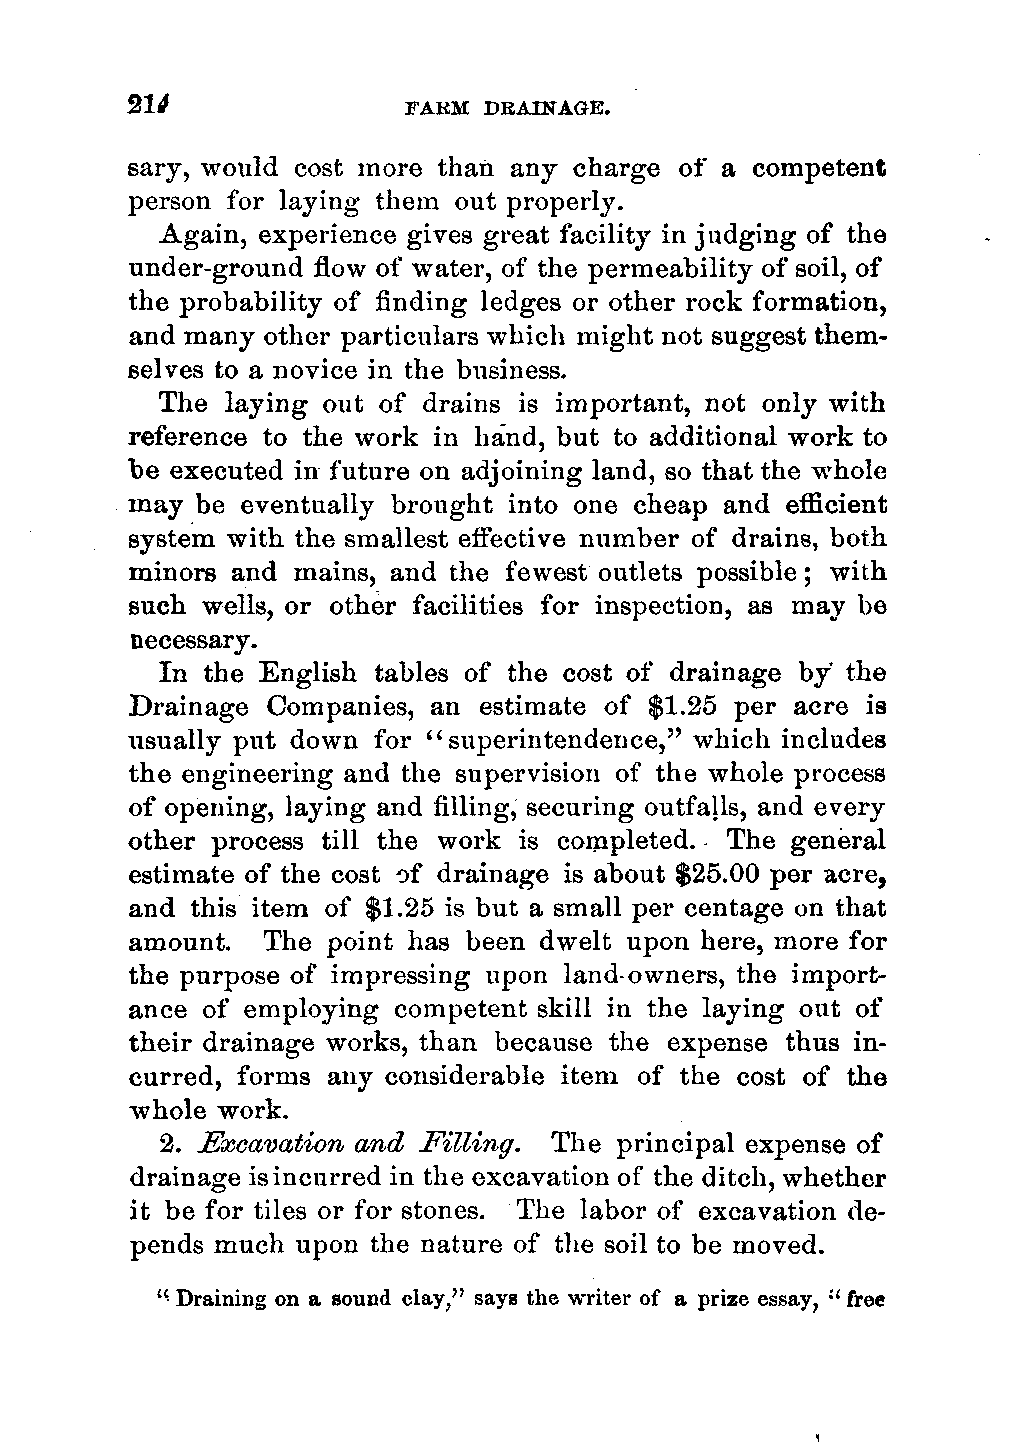 214 FARM DRAINAGE.
sary, would cost more than any charge of a competent
person for laying them out properly.
Again, experience gives great facility in judging of the
under-ground flow of water, of the permeability of soil, of
the probability of finding ledges or other rock formation,
and many other particulars which might not suggest them-
selves to a novice in the business.
The laying out of drains is important, not only with
reference to the work in hand, but to additional work to
be executed in future on adjoining land, so that the whole
may be eventually brought into one cheap and efficient
system with the smallest effective number of drains, both
minors and mains, and the fewest outlets possible; with
such wells, or other facilities for inspection, as may be
necessary.
In the English tables of the cost of drainage by the
Drainage Companies, an estimate of $1.25 per acre is
usually put down for “superintendence,” which includes
the engineering and the supervision of the whole process
of opening, laying and filling, securing outfalls, and every
other process till the work is completed. The general
estimate of the cost of drainage is about $25.00 per acre,
and this item of $1.25 is but a small per centage on that
amount. The point has been dwelt upon here, more for
the purpose of impressing upon land-owners, the import-
ance of employing competent skill in the laying out of
their drainage works, than because the expense thus in-
curred, forms any considerable item of the cost of the
whole work.
2. Excavation and Filling. The principal expense of
drainage is incurred in the excavation of the ditch, whether
it be for tiles or for stones. The labor of excavation de-
pends much upon the nature of the soil to be moved.
“Draining on a sound clay,” says the writer of a prize essay, “free